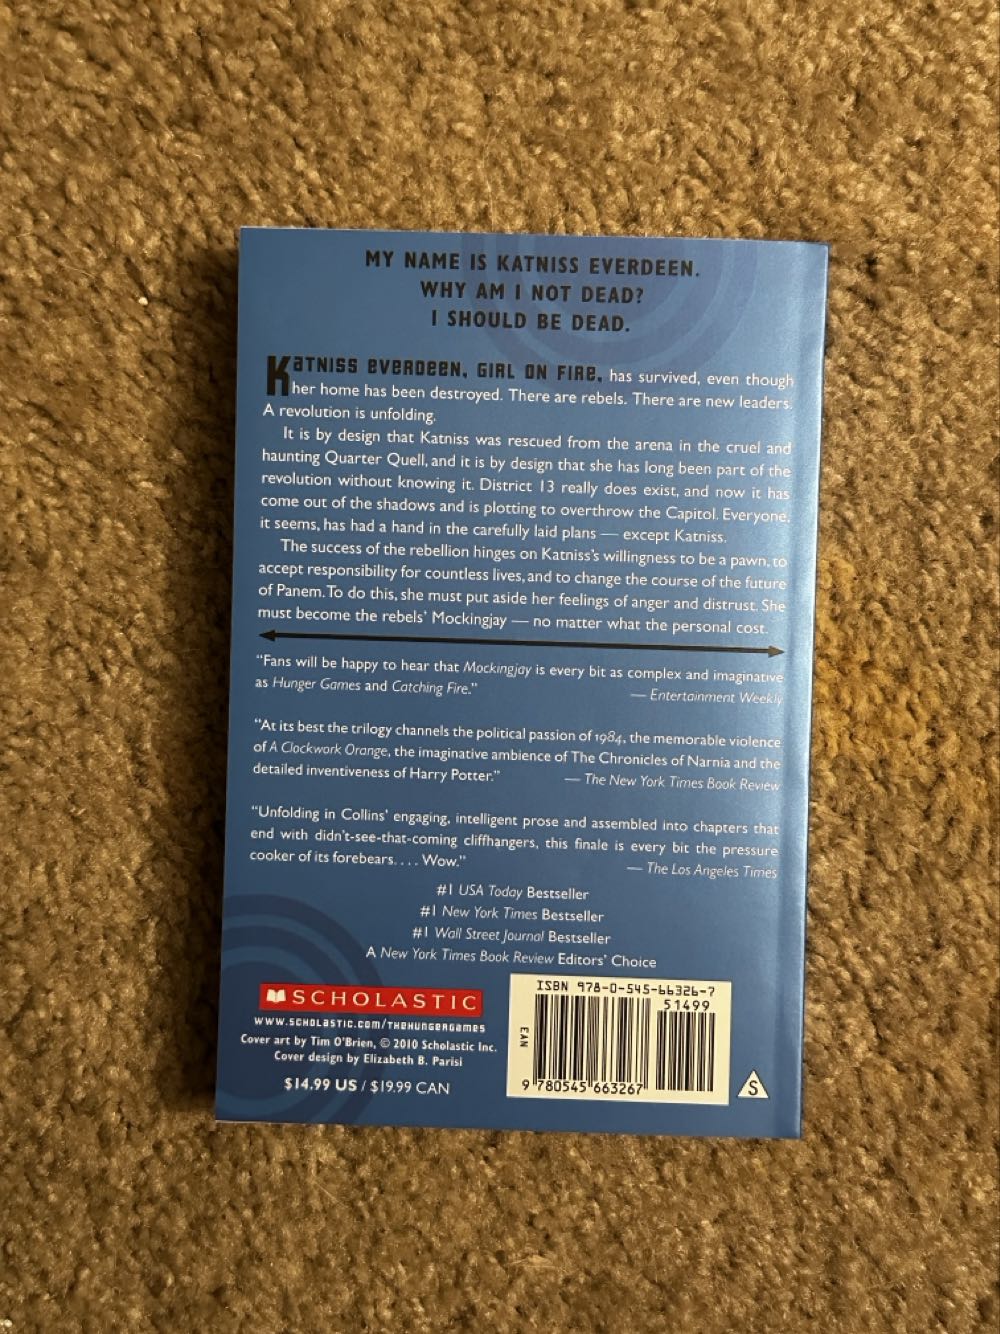 MY NAME IS KATNISS EVERDEEN.
WHY AM I NOT DEAD?
I SHOULD BE DEAD.
KATNISS EVERDEEN, GIRL ON FIRE, has survived, even though
her home has been destroyed. There are rebels. There are new leaders.
A revolution is unfolding.
It is by design that Katniss was rescued from the arena in the cruel and
haunting Quarter Quell, and it is by design that she has long been part of the
revolution without knowing it. District 13 really does exist, and now it has
come out of the shadows and is plotting to overthrow the Capitol. Everyone,
it seems, has had a hand in the carefully laid plans — except Katniss.
The success of the rebellion hinges on Katniss's willingness to be a pawn, to
accept responsibility for countless lives, and to change the course of the future
of Panem. To do this, she must put aside her feelings of anger and distrust. She
must become the rebels' Mockingjay — no matter what the personal cost.
"Fans will be happy to hear that Mockingjay is every bit as complex and imaginative
as Hunger Games and Catching Fire." — Entertainment Weekly
"At its best the trilogy channels the political passion of 1984, the memorable violence
of A Clockwork Orange, the imaginative ambience of The Chronicles of Narnia and the
detailed inventiveness of Harry Potter." — The New York Times Book Review
"Unfolding in Collins' engaging, intelligent prose and assembled into chapters that
end with didn't-see-that-coming cliffhangers, this finale is every bit the pressure
cooker of its forebears. . . . Wow." — The Los Angeles Times
#1 USA Today Bestseller
#1 New York Times Bestseller
#1 Wall Street Journal Bestseller
A New York Times Book Review Editors' Choice
SCHOLASTIC
www.scholastic.com/thehungergames
Cover art by Tim O'Brien, © 2010 Scholastic Inc.
Cover design by Elizabeth B. Parisi
$14.99 US / $19.99 CAN
ISBN 978-0-545-66326-7
51499
EAN
9 780545 663267
S